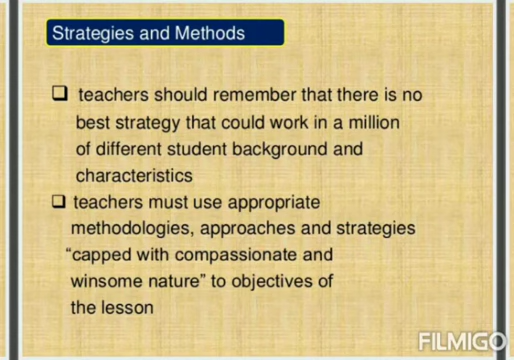 Strategies and Methods
❑ teachers should remember that there is no
best strategy that could work in a million
of different student background and
characteristics
❑ teachers must use appropriate
methodologies, approaches and strategies
“capped with compassionate and
winsome nature” to objectives of
the lesson
FILMIGO